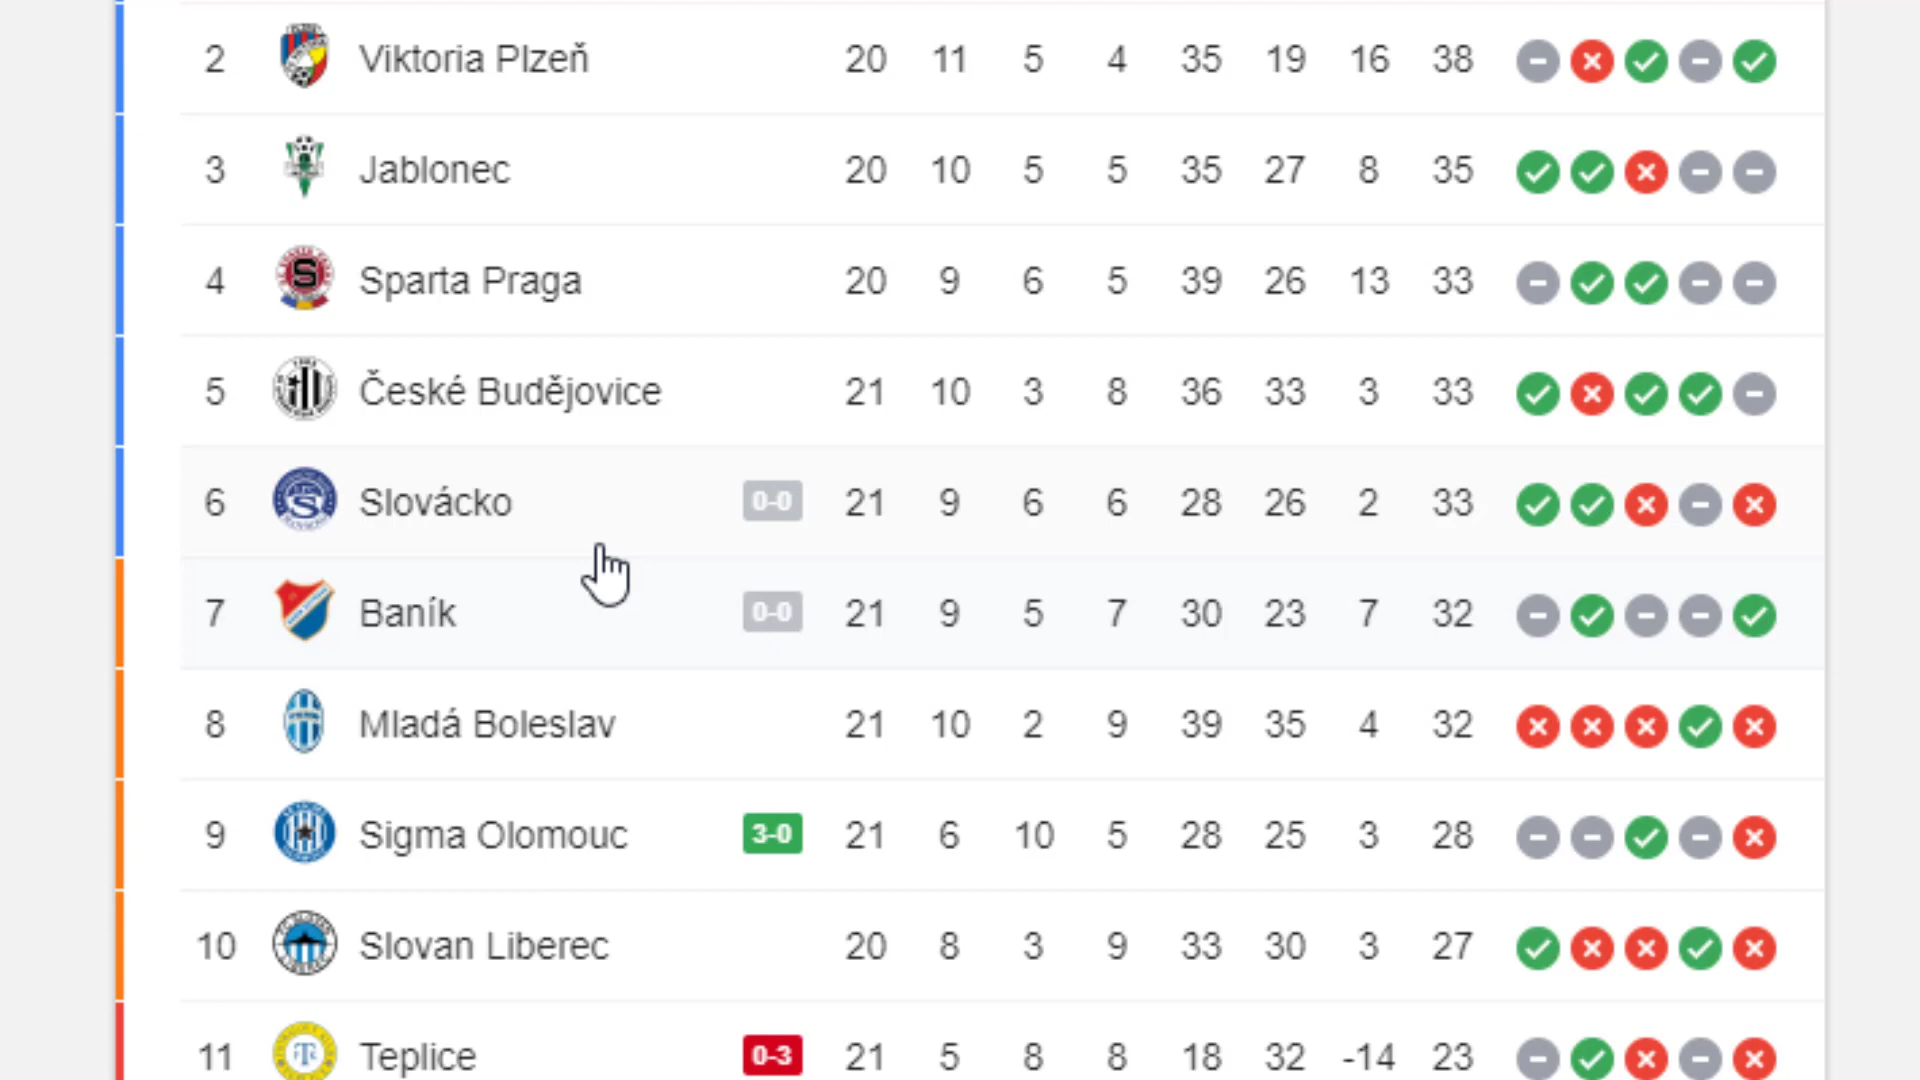 2 Viktoria Plzeň 20 11 5 4 35 19 16 38
3 Jablonec 20 10 5 5 35 27 8 35
4 Sparta Praga 20 9 6 5 39 26 13 33
5 České Budějovice 21 10 3 8 36 33 3 33
6 Slovácko 0-0 21 9 6 6 28 26 2 33
7 Baník 0-0 21 9 5 7 30 23 7 32
8 Mladá Boleslav 21 10 2 9 39 35 4 32
9 Sigma Olomouc 3-0 21 6 10 5 28 25 3 28
10 Slovan Liberec 20 8 3 9 33 30 3 27
11 Teplice 0-3 21 5 8 8 18 32 -14 23